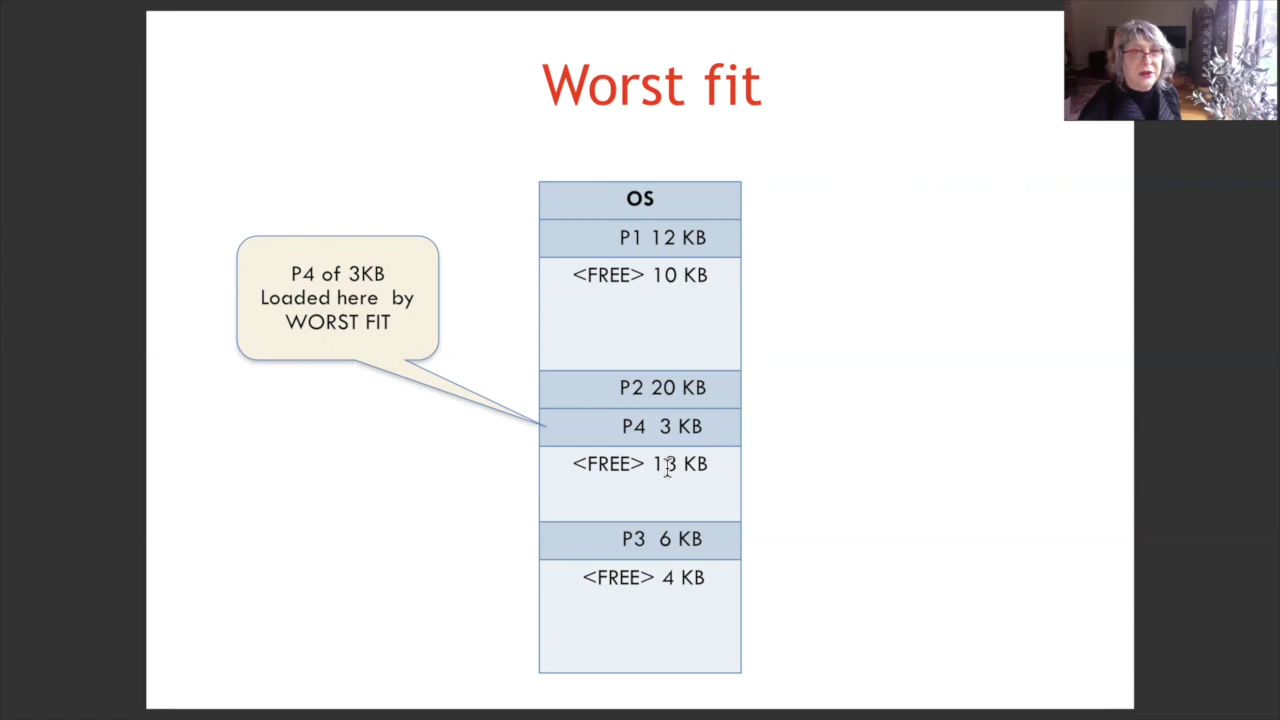 Worst fit
OS
P1 12 KB
<FREE> 10 KB
P4 of 3KB
Loaded here by
WORST FIT
P2 20 KB
P4 3 KB
<FREE> 13 KB
P3 6 KB
<FREE> 4 KB